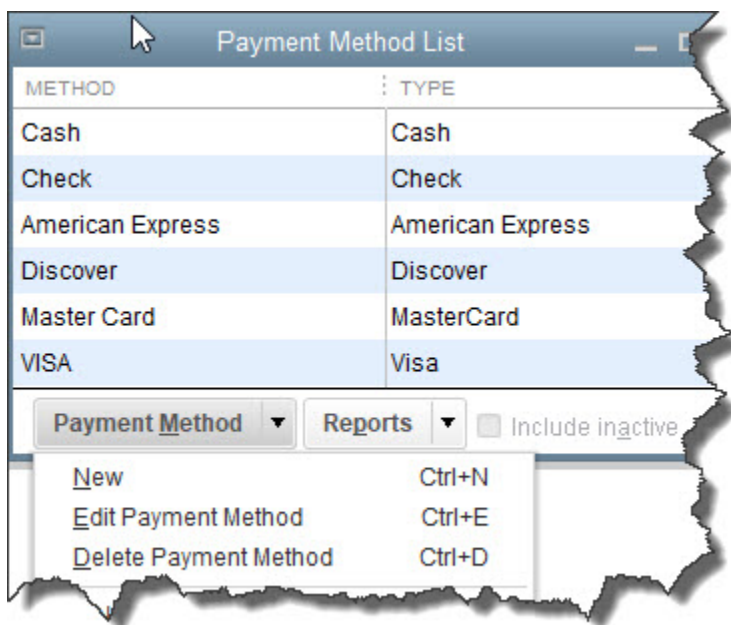 Payment Method List
METHOD TYPE
Cash Cash
Check Check
American Express American Express
Discover Discover
Master Card MasterCard
VISA Visa
Payment Method Reports Include inactive
New Ctrl+N
Edit Payment Method Ctrl+E
Delete Payment Method Ctrl+D